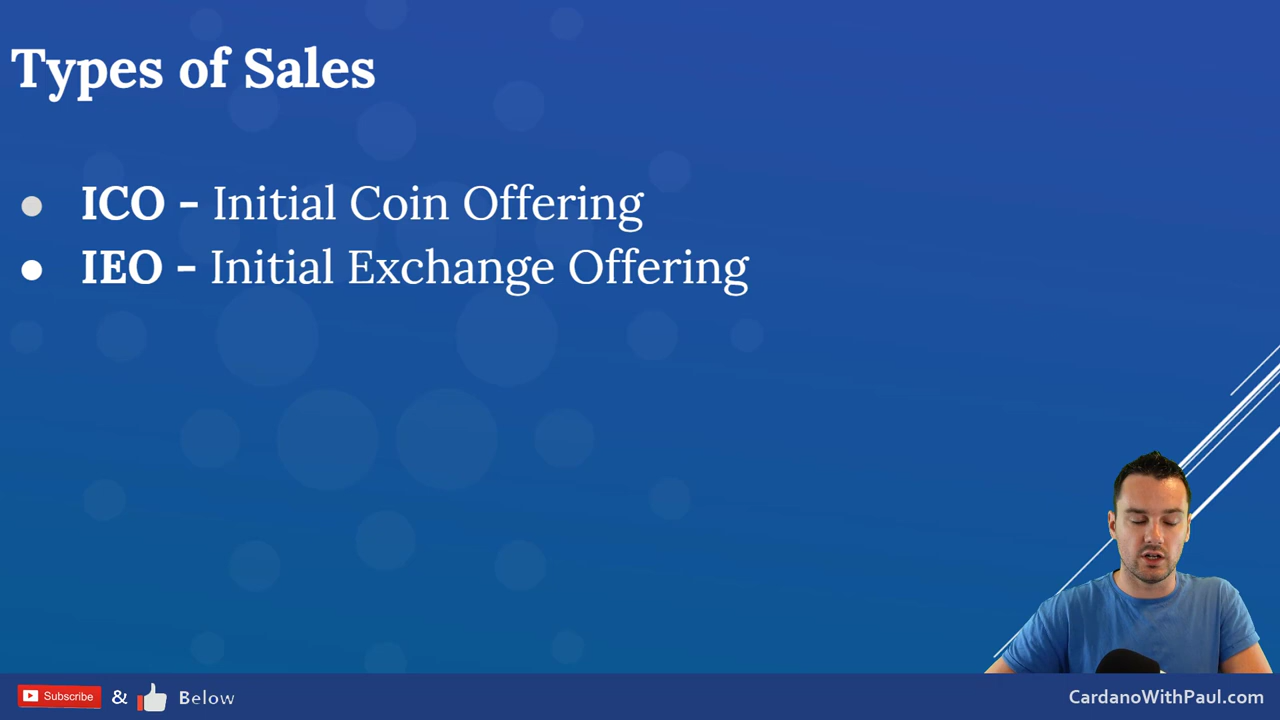 Types of Sales
● ICO - Initial Coin Offering
● IEO - Initial Exchange Offering
Subscribe & Below
CardanoWithPaul.com